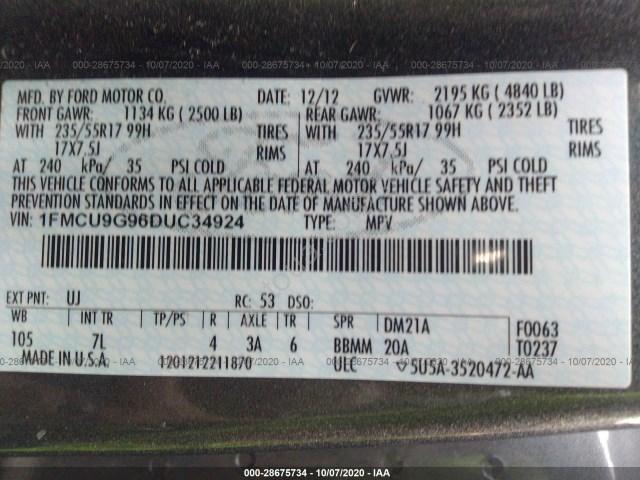 000-28675734 - 10/07/2020 - IAA
MFD. BY FORD MOTOR CO. DATE: 12/12 GVWR: 2195 KG ( 4840 LB)
FRONT GAWR: 1134 KG ( 2500 LB) REAR GAWR: 1067 KG ( 2352 LB)
WITH 235/55R17 99H TIRES WITH 235/55R17 99H TIRES
17X7.5J RIMS 17X7.5J RIMS
AT 240 kPa/ 35 PSI COLD AT 240 kPa/ 35 PSI COLD
THIS VEHICLE CONFORMS TO ALL APPLICABLE FEDERAL MOTOR VEHICLE SAFETY AND THEFT
PREVENTION STANDARDS IN EFFECT ON THE DATE OF MANUFACTURE SHOWN ABOVE.
VIN: 1FMCU9G96DUC34924 TYPE: MPV
EXT PNT: UJ RC: 53 DSO:
WB INT TR TP/PS R AXLE TR SPR DM21A F0063
105 7L 4 3A 6 BBMM 20A T0237
MADE IN U.S.A. 1201212211870 ULC 5U5A-3520472-AA
000-28675734 - 10/07/2020 - IAA